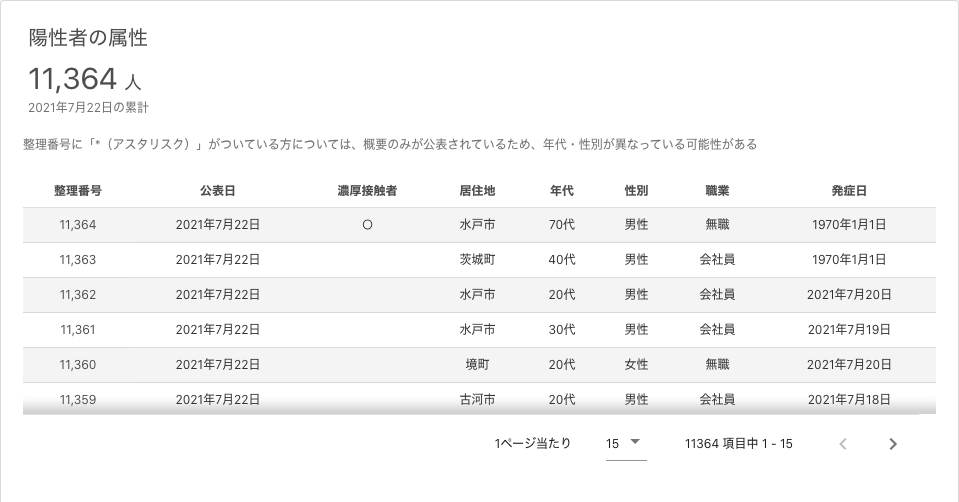 陽性者の属性
11,364 人
2021年7月22日の累計
整理番号に「*（アスタリスク）」がついている方については、概要のみが公表されているため、年代・性別が異なっている可能性がある
整理番号 公表日 濃厚接触者 居住地 年代 性別 職業 発症日
11,364 2021年7月22日 〇 水戸市 70代 男性 無職 1970年1月1日
11,363 2021年7月22日 茨城町 40代 男性 会社員 1970年1月1日
11,362 2021年7月22日 水戸市 20代 男性 会社員 2021年7月20日
11,361 2021年7月22日 水戸市 30代 男性 会社員 2021年7月19日
11,360 2021年7月22日 境町 20代 女性 無職 2021年7月20日
11,359 2021年7月22日 古河市 20代 男性 会社員 2021年7月18日
1ページ当たり 15 11364 項目中 1 - 15